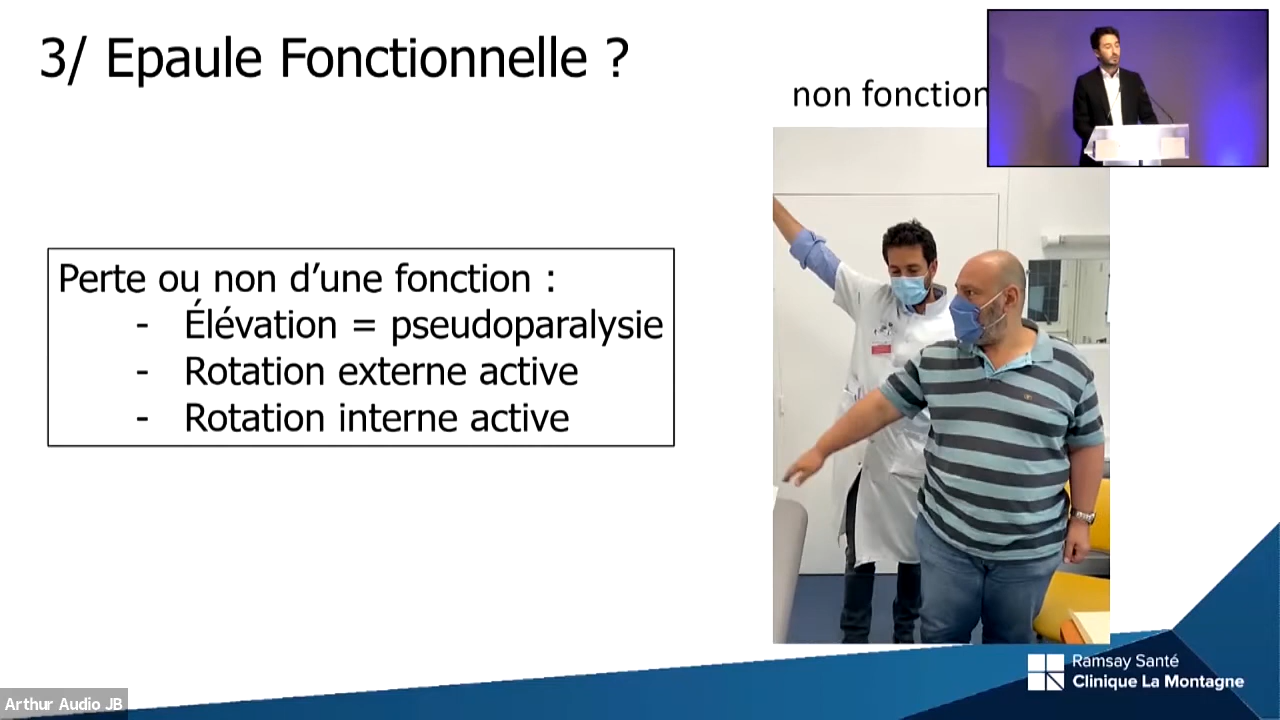 3/ Epaule Fonctionnelle ?
non fonction
Perte ou non d’une fonction :
- Élévation = pseudoparalysie
- Rotation externe active
- Rotation interne active
Ramsay Santé
Clinique La Montagne
Arthur Audio JB